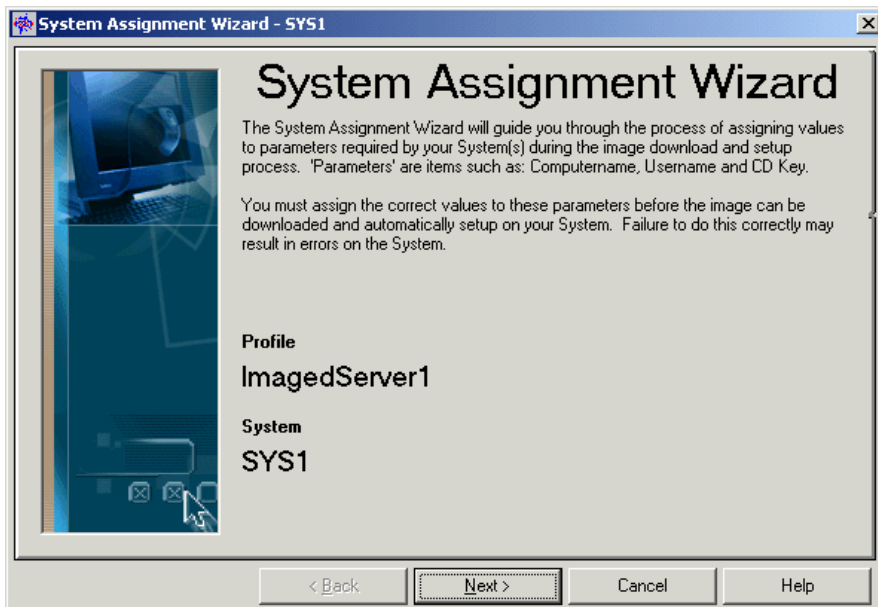 System Assignment Wizard - SYS1
System Assignment Wizard
The System Assignment Wizard will guide you through the process of assigning values
to parameters required by your System(s) during the image download and setup
process. 'Parameters' are items such as: Computername, Username and CD Key.
You must assign the correct values to these parameters before the image can be
downloaded and automatically setup on your System. Failure to do this correctly may
result in errors on the System.
Profile
ImagedServer1
System
SYS1
< Back
Next >
Cancel
Help